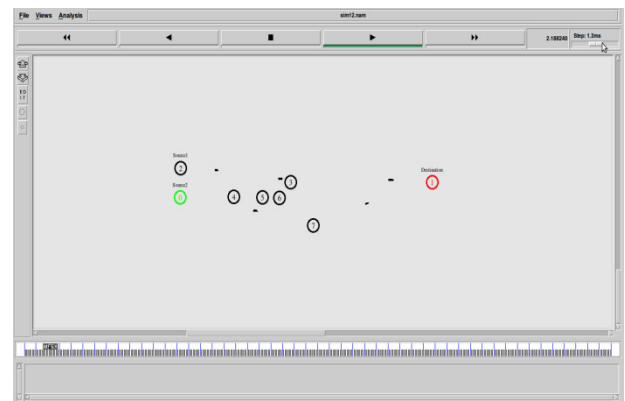 File Views Analysis sim12.nam
2.188240 Step: 1.3ms
Source1
2
3
Destination
1
Source2
0
4
5
6
7